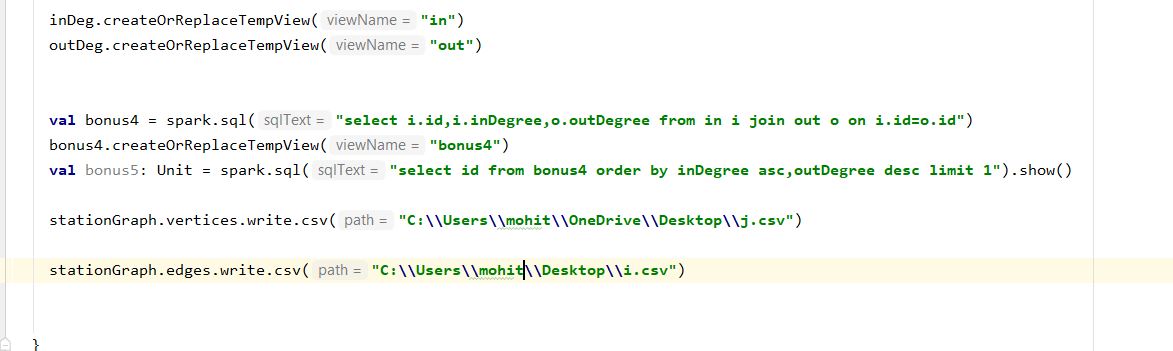 inDeg.createOrReplaceTempView( viewName = "in")
outDeg.createOrReplaceTempView( viewName = "out")
val bonus4 = spark.sql( sqlText = "select i.id,i.inDegree,o.outDegree from in i join out o on i.id=o.id")
bonus4.createOrReplaceTempView( viewName = "bonus4")
val bonus5: Unit = spark.sql( sqlText = "select id from bonus4 order by inDegree asc,outDegree desc limit 1").show()
stationGraph.vertices.write.csv( path = "C:\\Users\\mohit\\OneDrive\\Desktop\\j.csv")
stationGraph.edges.write.csv( path = "C:\\Users\\mohit\\Desktop\\i.csv")
}